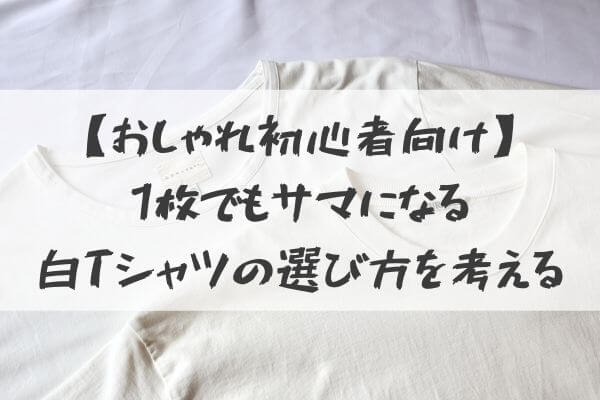 【おしゃれ初心者向け】
1枚でもサマになる
白Tシャツの選び方を考える